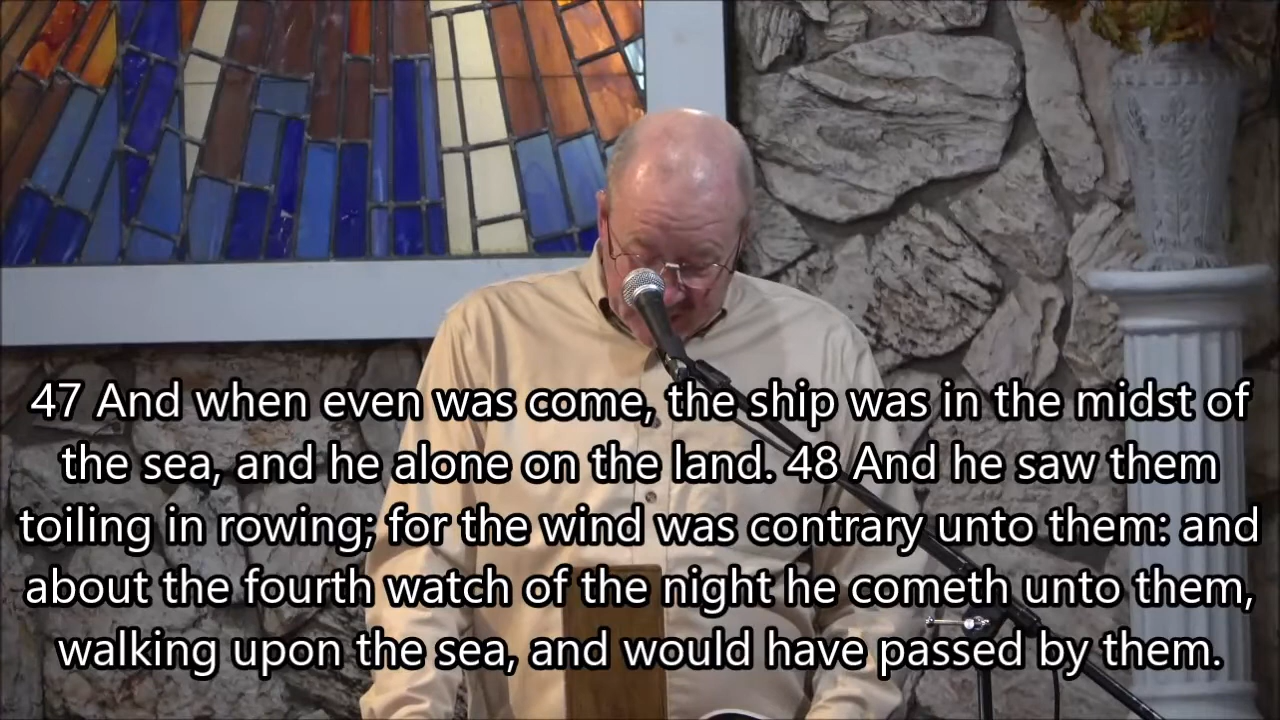 47 And when even was come, the ship was in the midst of
the sea, and he alone on the land. 48 And he saw them
toiling in rowing; for the wind was contrary unto them: and
about the fourth watch of the night he cometh unto them,
walking upon the sea, and would have passed by them.